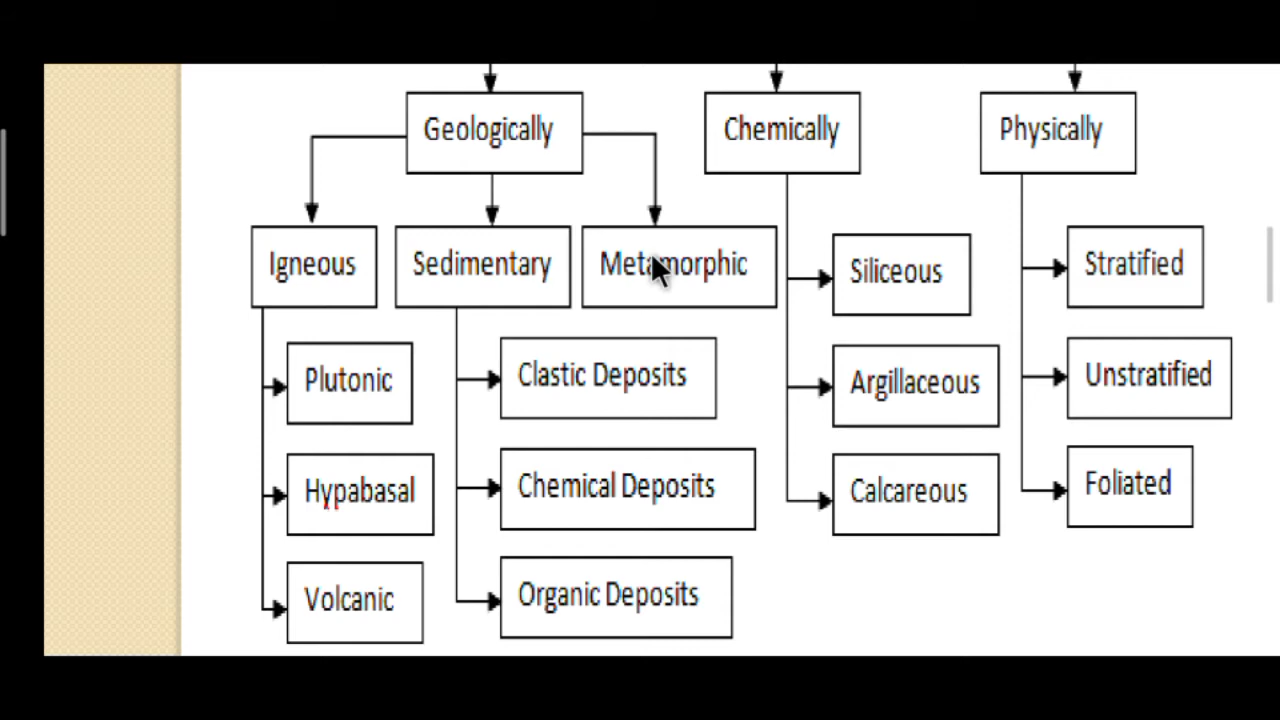 Geologically
Chemically
Physically
Igneous
Sedimentary
Metamorphic
Siliceous
Stratified
Plutonic
Clastic Deposits
Argillaceous
Unstratified
Hypabasal
Chemical Deposits
Calcareous
Foliated
Volcanic
Organic Deposits